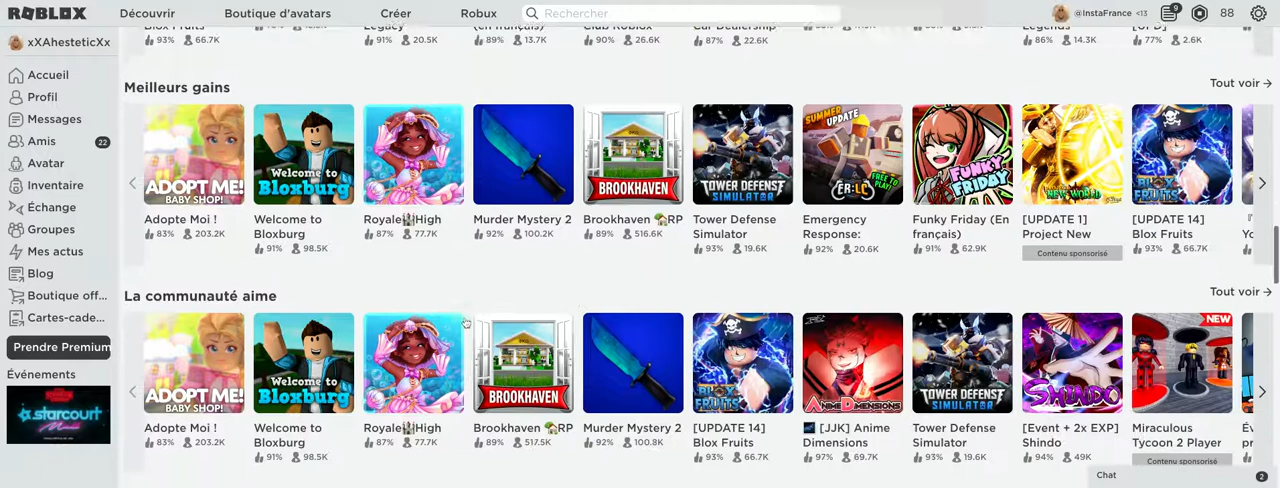 ROBLOX
Découvrir
Boutique d'avatars
Créer
Robux
Rechercher
@InstaFrance <13
9
88
xXAhesteticXx
Accueil
Profil
Messages
Amis
22
Avatar
Inventaire
Échange
Groupes
Mes actus
Blog
Boutique off...
Cartes-cade...
Prendre Premium
Événements
starcourt
93% 66.7K
91% 20.5K
(en français)
89% 13.7K
90% 26.6K
87% 22.6K
86% 14.3K
77% 2.6K
Meilleurs gains
Tout voir →
ADOPT ME!
BABY SHOP!
Welcome to
Bloxburg
BROOKHAVEN
TOWER DEFENSE
SIMULATOR
SUMMER
UPDATE
ER:LC
FREE TO
PLAY!
FUNKY
FRIDAY
NEW WORLD
BLOX
FRUITS
Adopte Moi !
83% 203.2K
Welcome to
Bloxburg
91% 98.5K
Royale🏰High
87% 77.7K
Murder Mystery 2
92% 100.2K
Brookhaven 🏡RP
89% 516.6K
Tower Defense
Simulator
93% 19.6K
Emergency
Response:
92% 20.6K
Funky Friday (En
français)
91% 62.9K
[UPDATE 1]
Project New
Contenu sponsorisé
[UPDATE 14]
Blox Fruits
93% 66.7K
La communauté aime
Tout voir →
ADOPT ME!
BABY SHOP!
Welcome to
Bloxburg
BROOKHAVEN
BLOX
FRUITS
ANIME DIMENSIONS
TOWER DEFENSE
SIMULATOR
SHINDO
NEW
Adopte Moi !
83% 203.2K
Welcome to
Bloxburg
91% 98.5K
Royale🏰High
87% 77.7K
Brookhaven 🏡RP
89% 517.5K
Murder Mystery 2
92% 100.8K
[UPDATE 14]
Blox Fruits
93% 66.7K
[JJK] Anime
Dimensions
97% 69.7K
Tower Defense
Simulator
93% 19.6K
[Event + 2x EXP]
Shindo
94% 49K
Miraculous
Tycoon 2 Player
Contenu sponsorisé
Chat
2